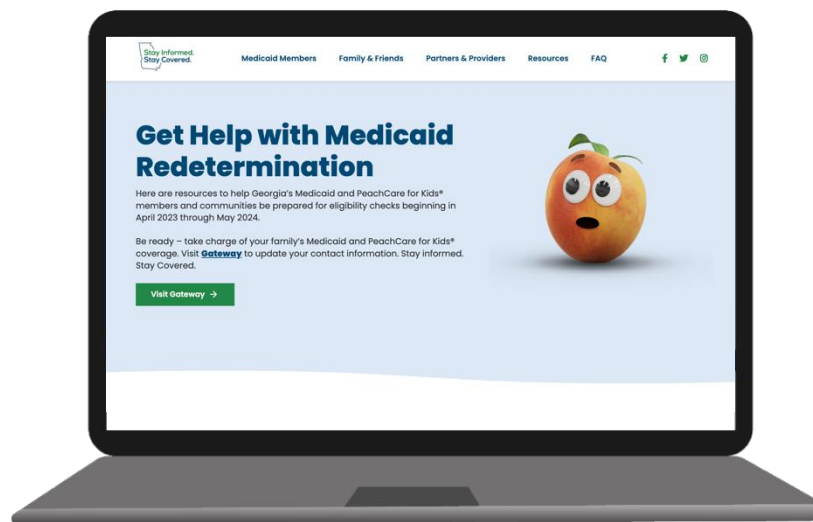 Stay Informed.
Stay Covered.
Medicaid Members
Family & Friends
Partners & Providers
Resources
FAQ
Get Help with Medicaid
Redetermination
Here are resources to help Georgia's Medicaid and PeachCare for Kids®
members and communities be prepared for eligibility checks beginning in
April 2023 through May 2024.
Be ready – take charge of your family's Medicaid and PeachCare for Kids®
coverage. Visit Gateway to update your contact information. Stay informed.
Stay Covered.
Visit Gateway →